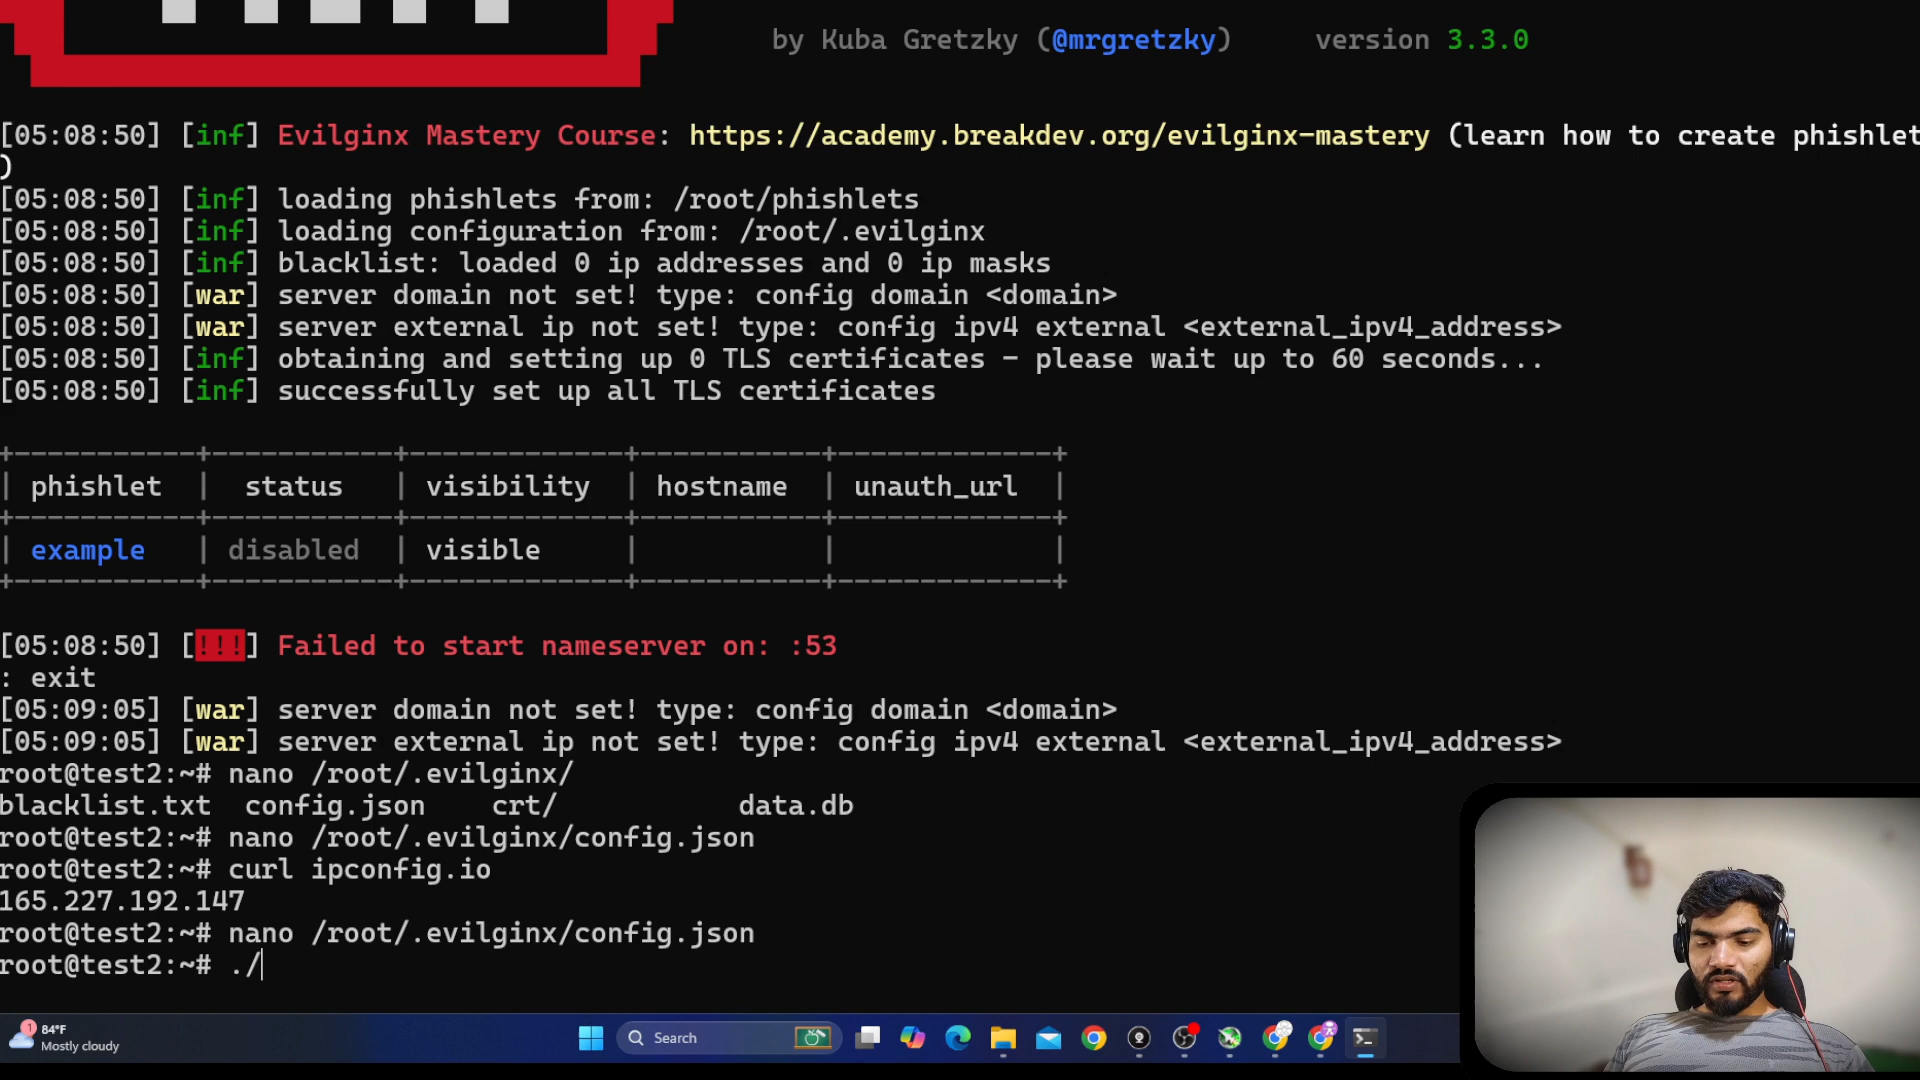 by Kuba Gretzky (@mrgretzky)     version 3.3.0
[05:08:50] [inf] Evilginx Mastery Course: https://academy.breakdev.org/evilginx-mastery (learn how to create phishlet
)
[05:08:50] [inf] loading phishlets from: /root/phishlets
[05:08:50] [inf] loading configuration from: /root/.evilginx
[05:08:50] [inf] blacklist: loaded 0 ip addresses and 0 ip masks
[05:08:50] [war] server domain not set! type: config domain <domain>
[05:08:50] [war] server external ip not set! type: config ipv4 external <external_ipv4_address>
[05:08:50] [inf] obtaining and setting up 0 TLS certificates - please wait up to 60 seconds...
[05:08:50] [inf] successfully set up all TLS certificates
+-----------+-----------+-------------+-----------+-------------+
| phishlet  |  status   | visibility  | hostname  | unauth_url  |
+-----------+-----------+-------------+-----------+-------------+
| example   | disabled  | visible     |           |             |
+-----------+-----------+-------------+-----------+-------------+
[05:08:50] [!!!] Failed to start nameserver on: :53
: exit
[05:09:05] [war] server domain not set! type: config domain <domain>
[05:09:05] [war] server external ip not set! type: config ipv4 external <external_ipv4_address>
root@test2:~# nano /root/.evilginx/
blacklist.txt  config.json    crt/           data.db
root@test2:~# nano /root/.evilginx/config.json
root@test2:~# curl ipconfig.io
165.227.192.147
root@test2:~# nano /root/.evilginx/config.json
root@test2:~# ./
1
84°F
Mostly cloudy
Search